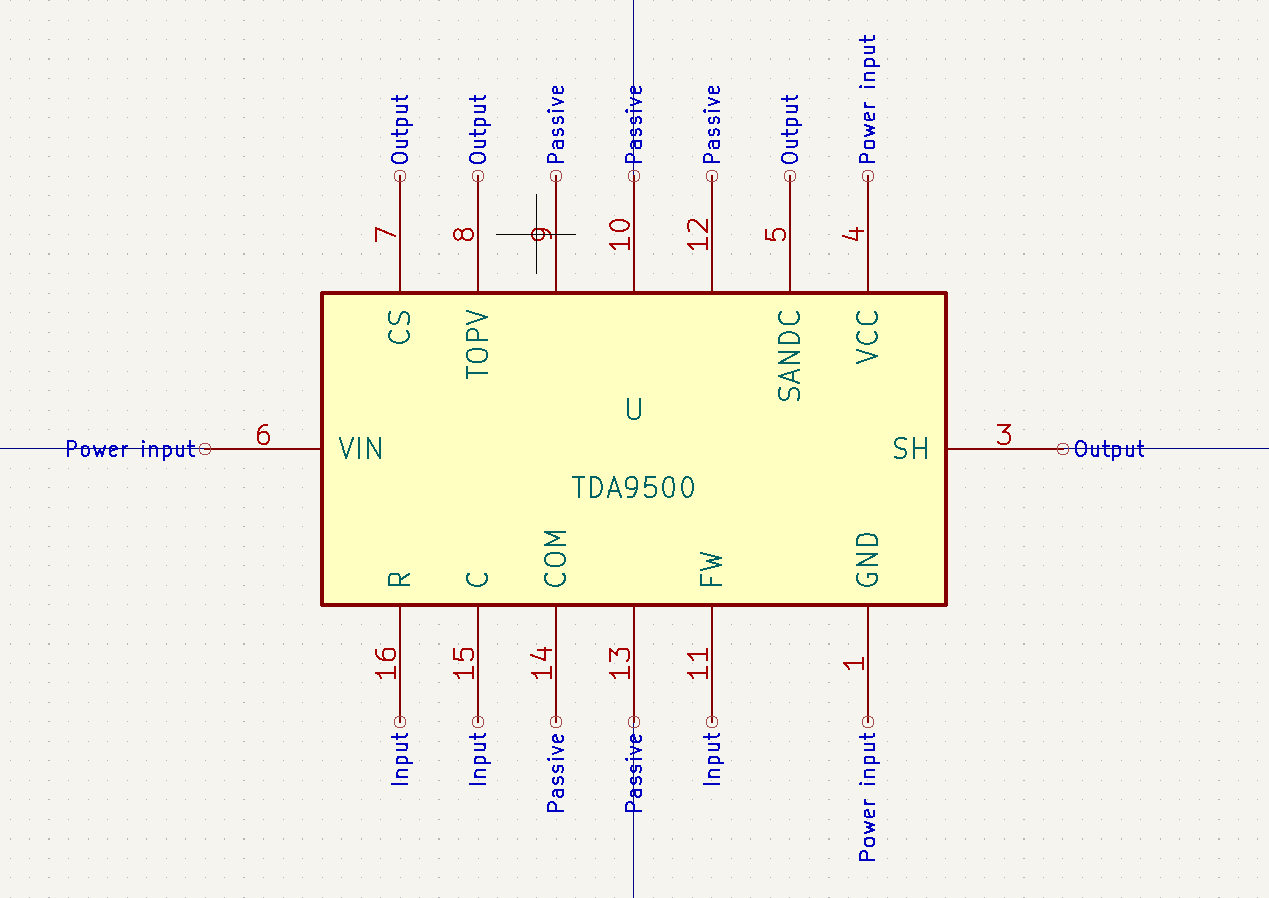 Output
Output
Passive
Passive
Passive
Output
Power input
7
8
9
10
12
5
4
CS
TOPV
SANDC
VCC
U
Power input
6
VIN
SH
3
Output
TDA9500
R
C
COM
FW
GND
16
15
14
13
11
1
Input
Input
Passive
Passive
Input
Power input